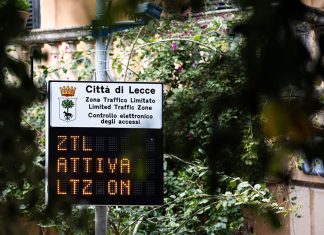 Città di Lecce
Zona Traffico Limitato
Limited Traffic Zone
Controllo elettronico
degli accessi
ZTL
ATTIVA
LTZ ON